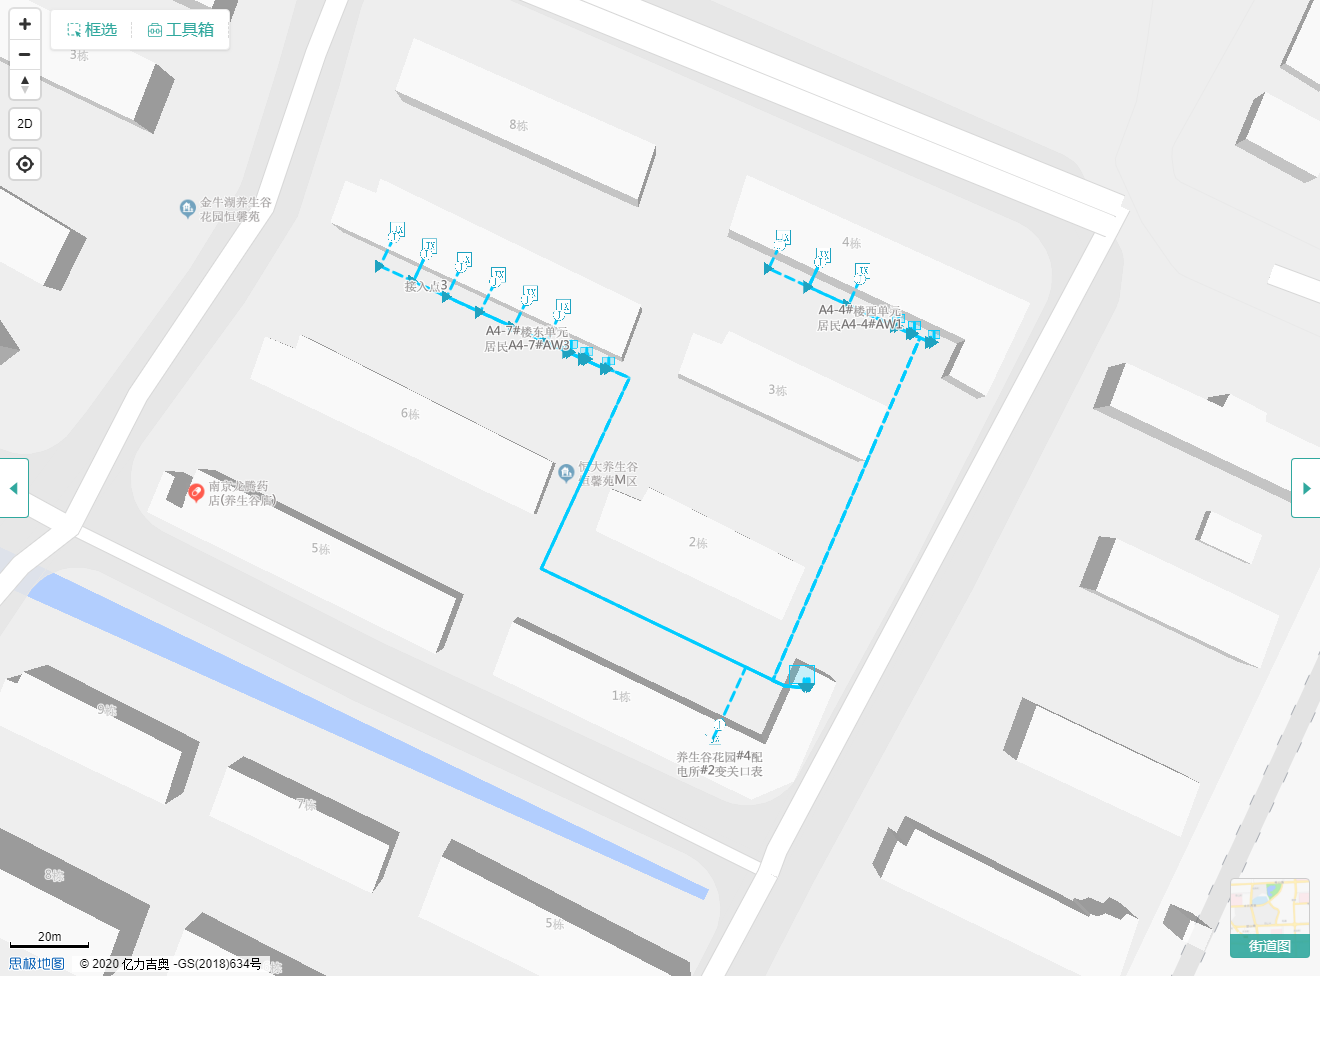 框选
工具箱
3栋
2D
8栋
金牛湖养生谷
花园恒馨苑
4栋
接入点3
A4-4#楼西单元
居民A4-4#AW1
A4-7#楼东单元
居民A4-7#AW3
3栋
6栋
恒大养生谷
恒馨苑M区
南京龙腾药
店(养生谷店)
2栋
5栋
1栋
9栋
养生谷花园#4配
电所#2变关口表
7栋
8栋
5栋
20m
街道图
思极地图
© 2020 亿力吉奥 -GS(2018)634号
栋